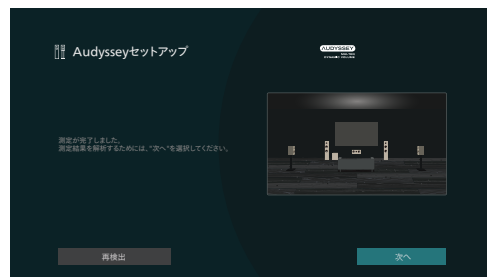 Audysseyセットアップ
AUDYSSEY
測定が完了しました。
測定結果を解析するためには、"次へ"を選択してください。
再検出
次へ